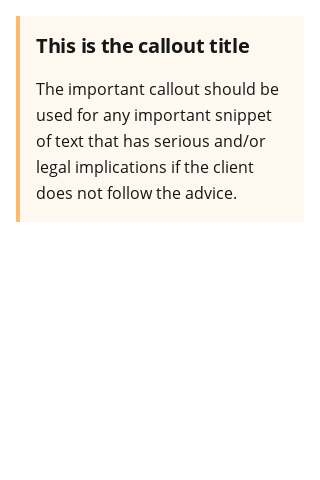 This is the callout title
The important callout should be
used for any important snippet
of text that has serious and/or
legal implications if the client
does not follow the advice.